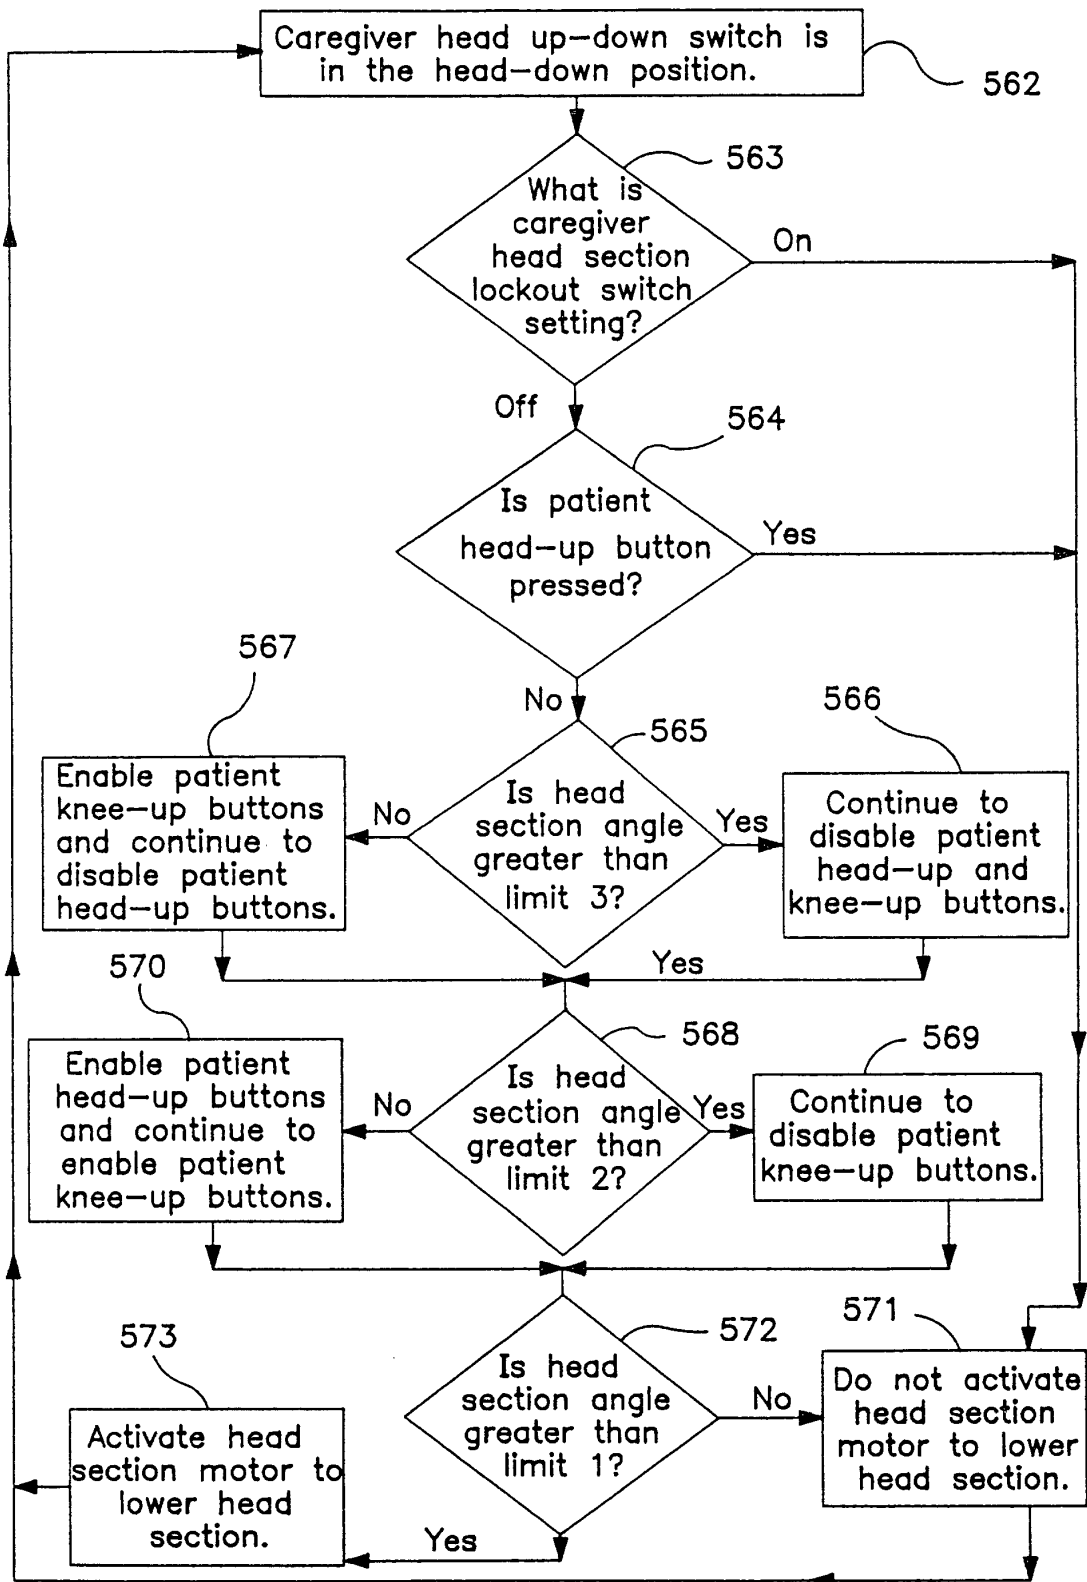 Caregiver head up-down switch is
in the head-down position.
562
563
What is
caregiver
head section
lockout switch
setting?
On
Off
564
Is patient
head-up button
pressed?
Yes
No
567
Enable patient
knee-up buttons
and continue to
disable patient
head-up buttons.
No
565
Is head
section angle
greater than
limit 3?
Yes
566
Continue to
disable patient
head-up and
knee-up buttons.
Yes
570
Enable patient
head-up buttons
and continue to
enable patient
knee-up buttons.
No
568
Is head
section angle
greater than
limit 2?
Yes
569
Continue to
disable patient
knee-up buttons.
573
Activate head
section motor to
lower head
section.
572
Is head
section angle
greater than
limit 1?
No
Yes
571
Do not activate
head section
motor to lower
head section.